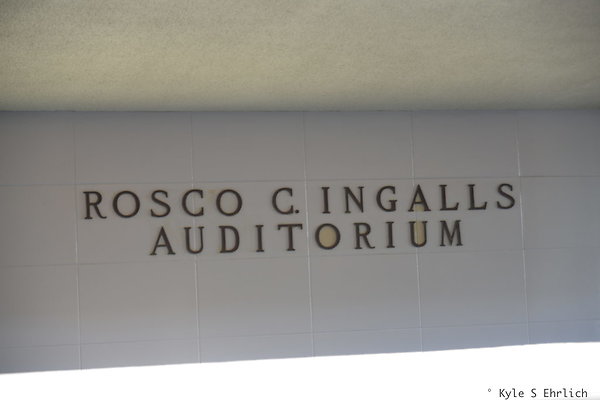 ROSCO C. INGALLS
AUDITORIUM
° Kyle S Ehrlich